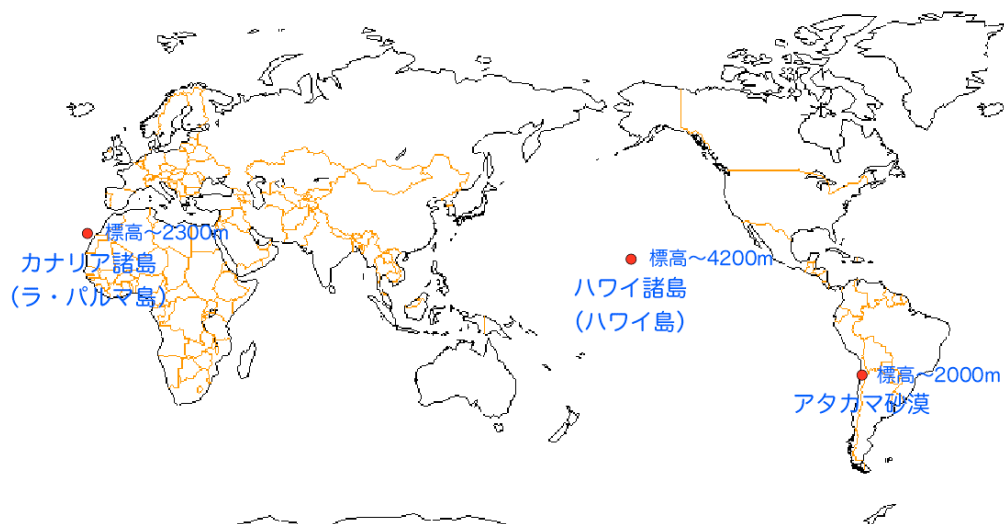 標高〜2300m
カナリア諸島
（ラ・パルマ島）
標高〜4200m
ハワイ諸島
（ハワイ島）
標高〜2000m
アタカマ砂漠